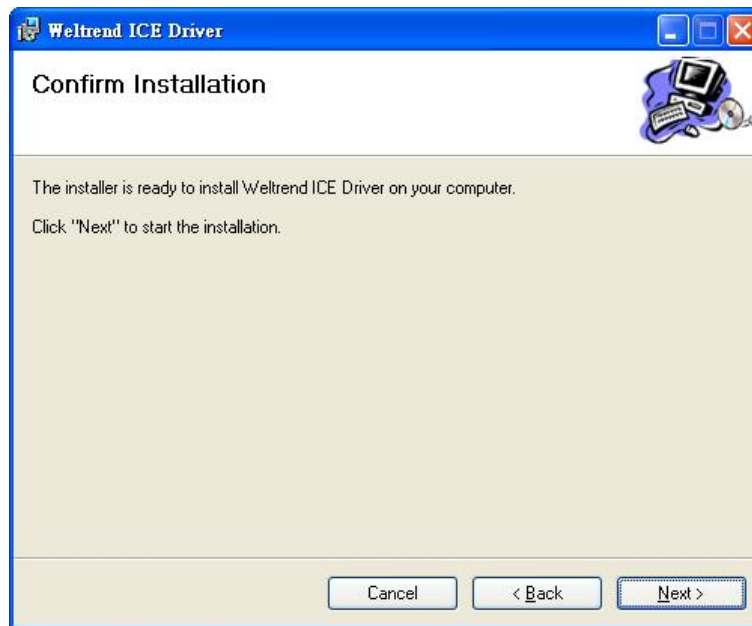 Weltrend ICE Driver
Confirm Installation
The installer is ready to install Weltrend ICE Driver on your computer.
Click "Next" to start the installation.
Cancel
< Back
Next >